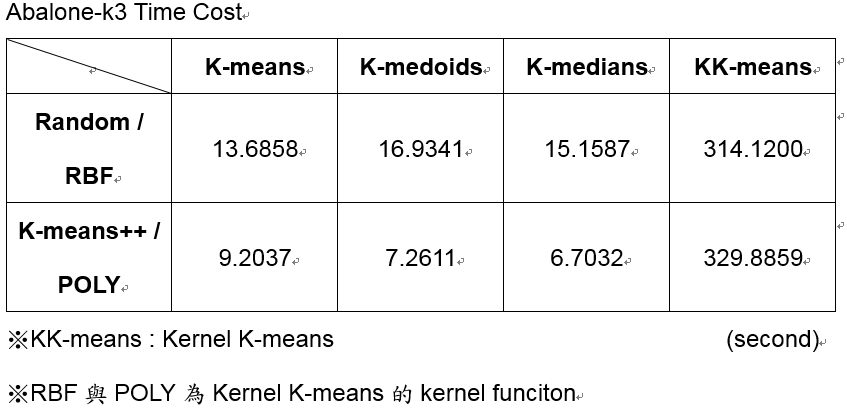 Abalone-k3 Time Cost
K-means K-medoids K-medians KK-means
Random /
RBF
13.6858 16.9341 15.1587 314.1200
K-means++ /
POLY
9.2037 7.2611 6.7032 329.8859
※KK-means : Kernel K-means (second)
※RBF 與 POLY 為 Kernel K-means 的 kernel funciton